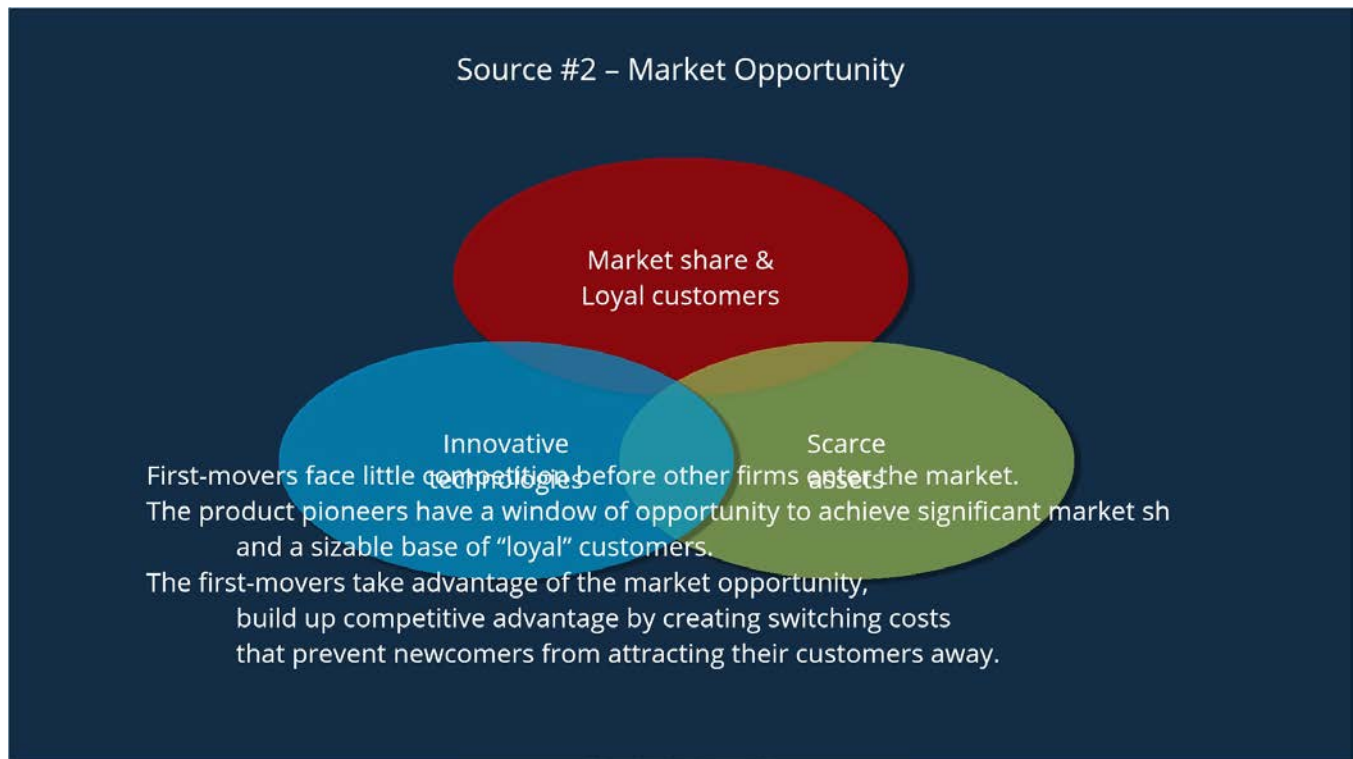 Source #2 – Market Opportunity
Market share &
Loyal customers
Innovative
technologies
Scarce
assets
First-movers face little competition before other firms enter the market.
The product pioneers have a window of opportunity to achieve significant market sh
and a sizable base of “loyal” customers.
The first-movers take advantage of the market opportunity,
build up competitive advantage by creating switching costs
that prevent newcomers from attracting their customers away.